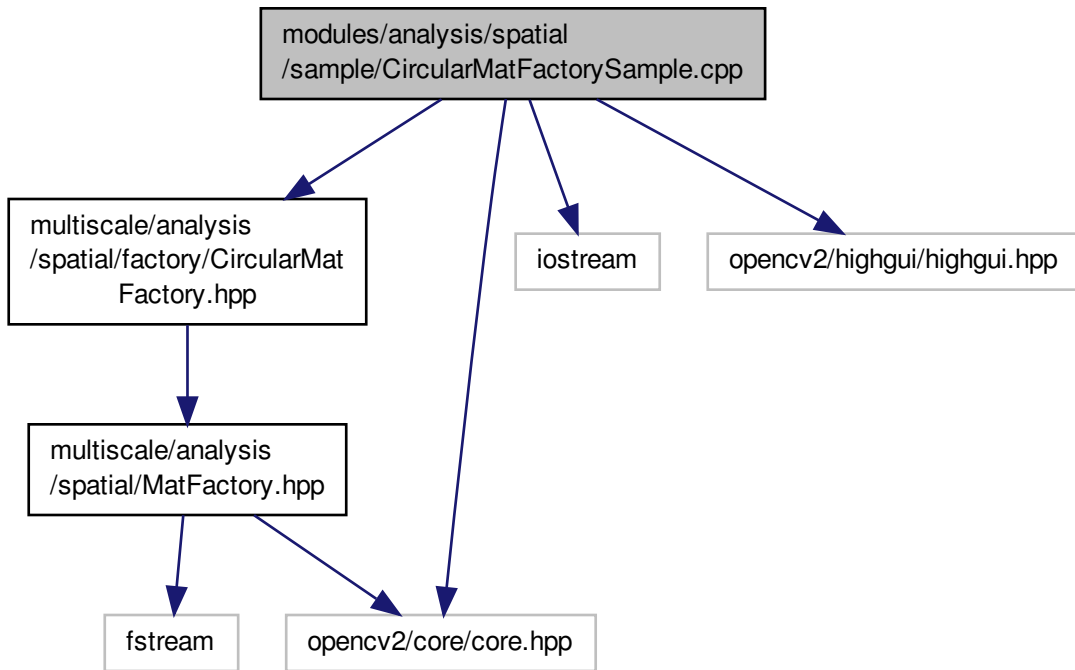 modules/analysis/spatial
/sample/CircularMatFactorySample.cpp
multiscale/analysis
/spatial/factory/CircularMat
Factory.hpp
iostream
opencv2/highgui/highgui.hpp
multiscale/analysis
/spatial/MatFactory.hpp
fstream
opencv2/core/core.hpp